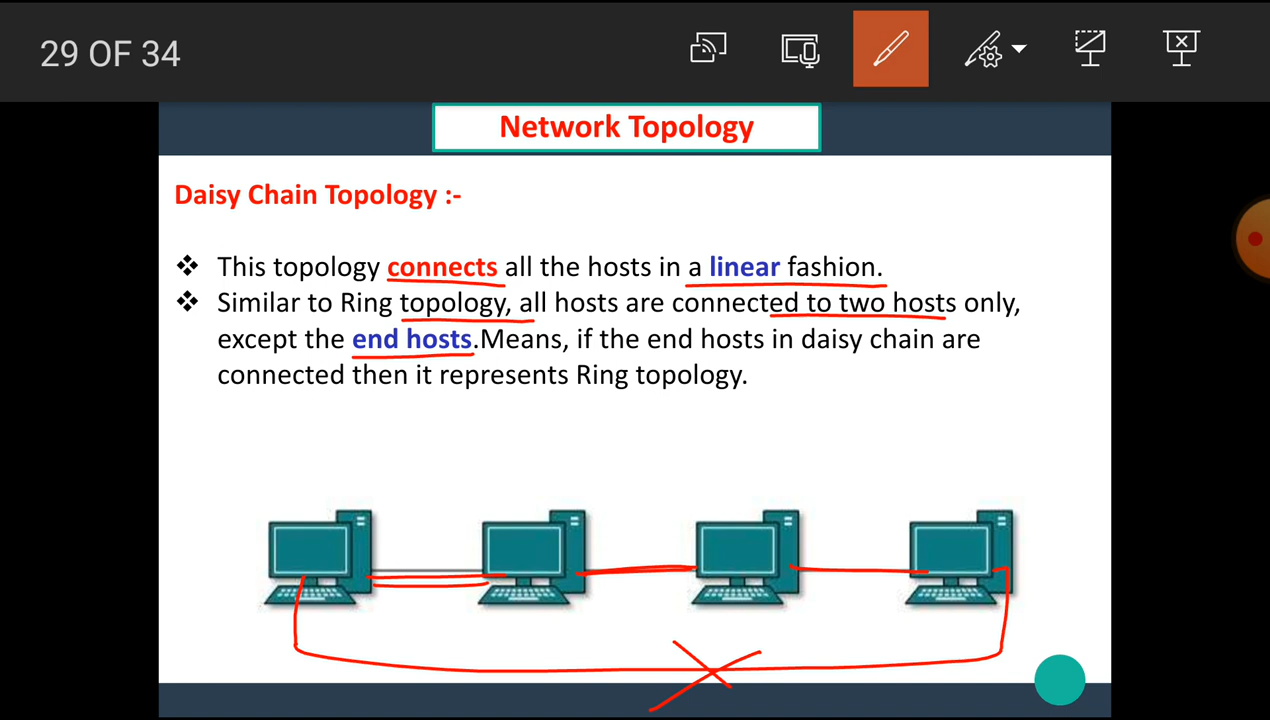 29 OF 34
Network Topology
Daisy Chain Topology :-
❖ This topology connects all the hosts in a linear fashion.
❖ Similar to Ring topology, all hosts are connected to two hosts only,
except the end hosts.Means, if the end hosts in daisy chain are
connected then it represents Ring topology.